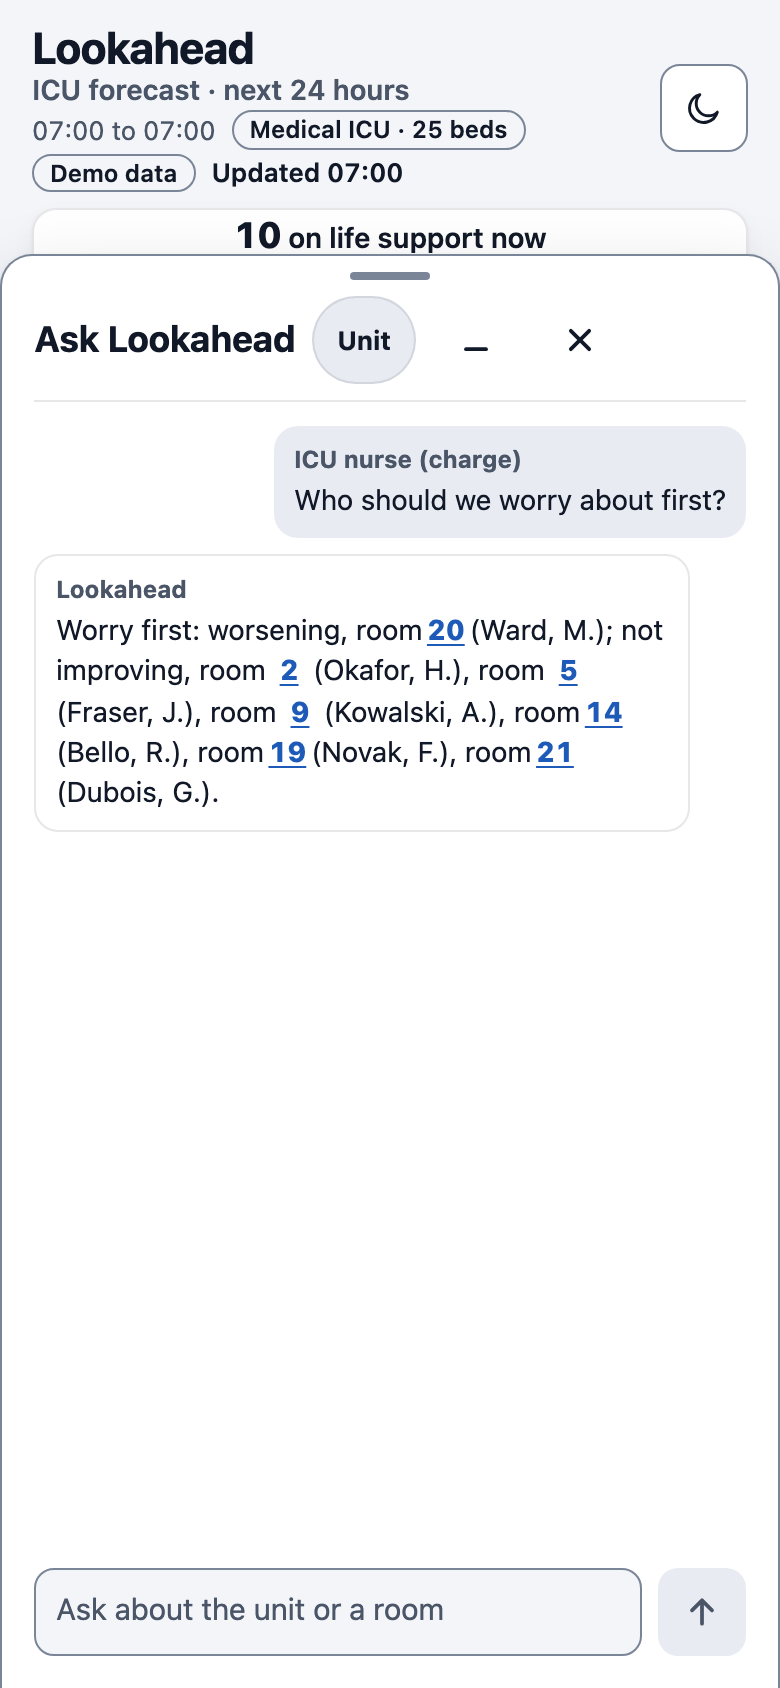 Lookahead
ICU forecast · next 24 hours
07:00 to 07:00 Medical ICU · 25 beds
Demo data Updated 07:00
10 on life support now
Ask Lookahead Unit
ICU nurse (charge)
Who should we worry about first?
Lookahead
Worry first: worsening, room 20 (Ward, M.); not
improving, room 2 (Okafor, H.), room 5
(Fraser, J.), room 9 (Kowalski, A.), room 14
(Bello, R.), room 19 (Novak, F.), room 21
(Dubois, G.).
Ask about the unit or a room